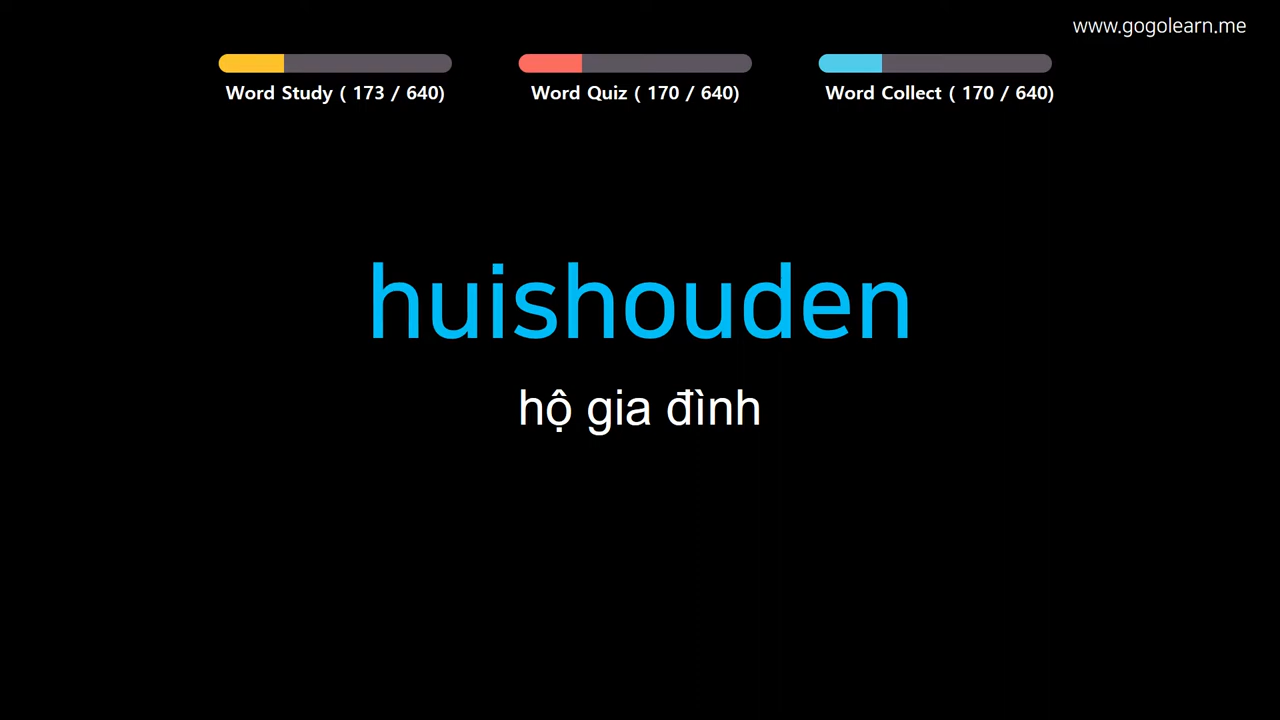 www.gogolearn.me
Word Study ( 173 / 640)
Word Quiz ( 170 / 640)
Word Collect ( 170 / 640)
huishouden
hộ gia đình